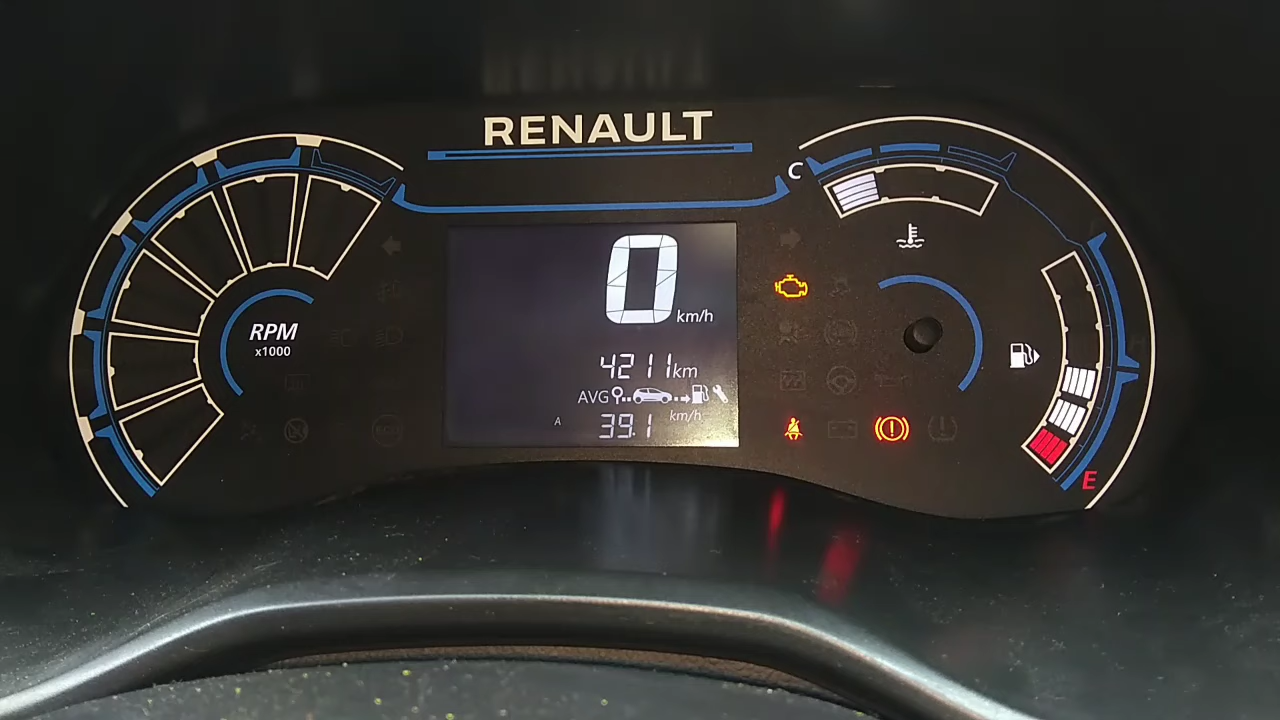 RENAULT
C
0 km/h
RPM
x1000
4211 km
AVG
km/h
A 39.1
E